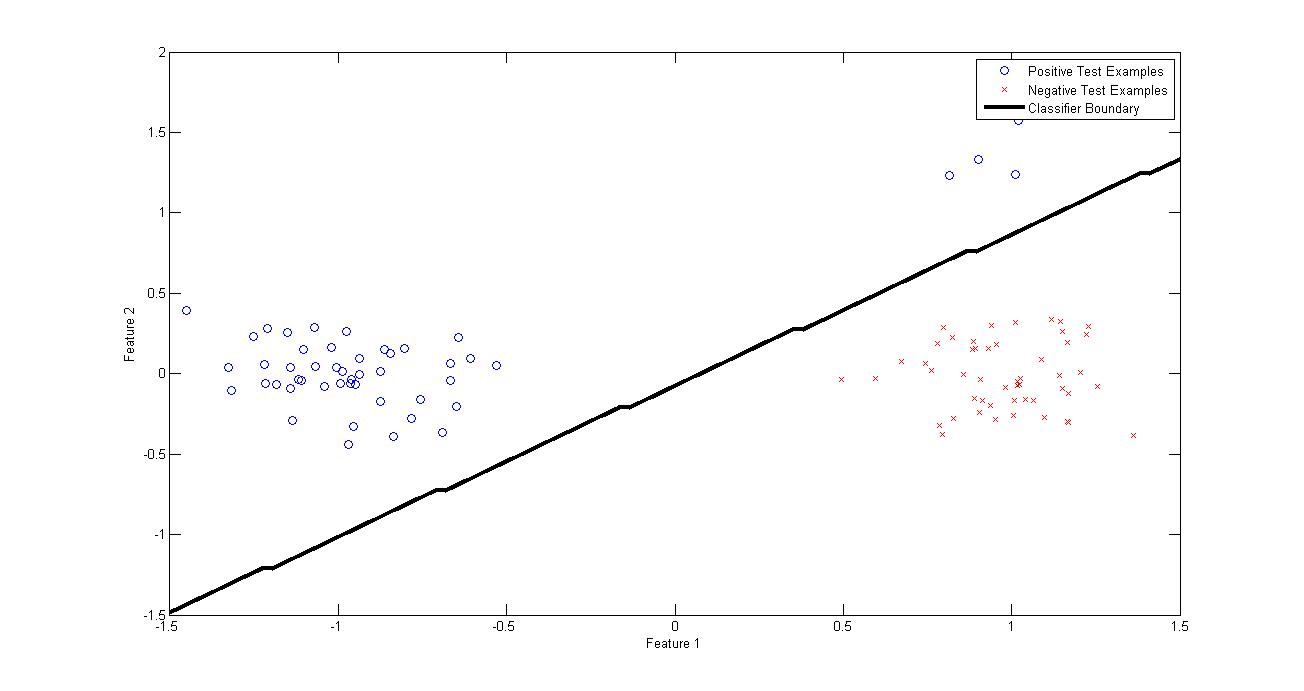 2
Positive Test Examples
Negative Test Examples
Classifier Boundary
1.5
1
0.5
Feature 2
0
-0.5
-1
-1.5
-1.5 -1 -0.5 0 0.5 1 1.5
Feature 1